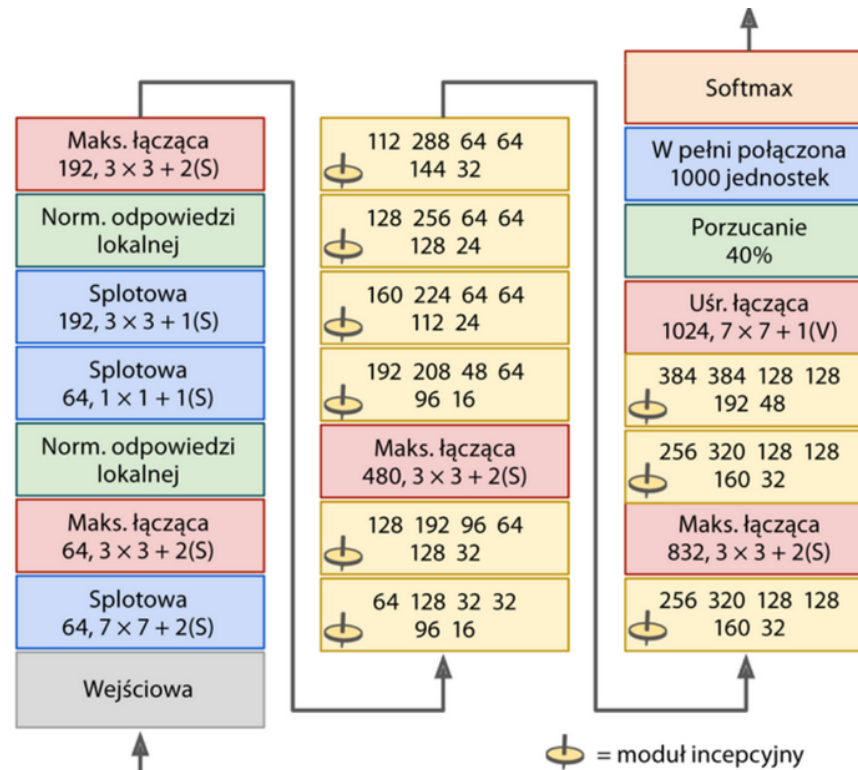 Maks. łącząca
192, 3 × 3 + 2(S)
Norm. odpowiedzi
lokalnej
Splotowa
192, 3 × 3 + 1(S)
Splotowa
64, 1 × 1 + 1(S)
Norm. odpowiedzi
lokalnej
Maks. łącząca
64, 3 × 3 + 2(S)
Splotowa
64, 7 × 7 + 2(S)
Wejściowa
112 288 64 64
144 32
128 256 64 64
128 24
160 224 64 64
112 24
192 208 48 64
96 16
Maks. łącząca
480, 3 × 3 + 2(S)
128 192 96 64
128 32
64 128 32 32
96 16
Softmax
W pełni połączona
1000 jednostek
Porzucanie
40%
Uśr. łącząca
1024, 7 × 7 + 1(V)
384 384 128 128
192 48
256 320 128 128
160 32
Maks. łącząca
832, 3 × 3 + 2(S)
256 320 128 128
160 32
= moduł incepcyjny